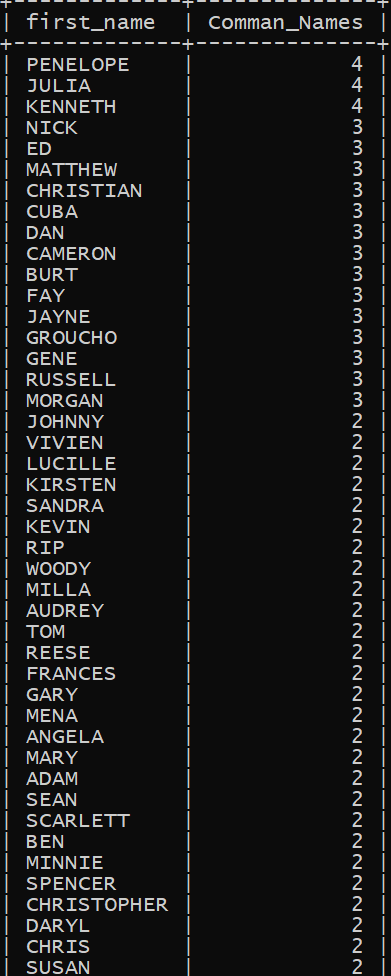 +-------------+--------------+
| first_name | Comman_Names |
+-------------+--------------+
| PENELOPE | 4 |
| JULIA | 4 |
| KENNETH | 4 |
| NICK | 3 |
| ED | 3 |
| MATTHEW | 3 |
| CHRISTIAN | 3 |
| CUBA | 3 |
| DAN | 3 |
| CAMERON | 3 |
| BURT | 3 |
| FAY | 3 |
| JAYNE | 3 |
| GROUCHO | 3 |
| GENE | 3 |
| RUSSELL | 3 |
| MORGAN | 3 |
| JOHNNY | 2 |
| VIVIEN | 2 |
| LUCILLE | 2 |
| KIRSTEN | 2 |
| SANDRA | 2 |
| KEVIN | 2 |
| RIP | 2 |
| WOODY | 2 |
| MILLA | 2 |
| AUDREY | 2 |
| TOM | 2 |
| REESE | 2 |
| FRANCES | 2 |
| GARY | 2 |
| MENA | 2 |
| ANGELA | 2 |
| MARY | 2 |
| ADAM | 2 |
| SEAN | 2 |
| SCARLETT | 2 |
| BEN | 2 |
| MINNIE | 2 |
| SPENCER | 2 |
| CHRISTOPHER | 2 |
| DARYL | 2 |
| CHRIS | 2 |
| SUSAN | 2 |